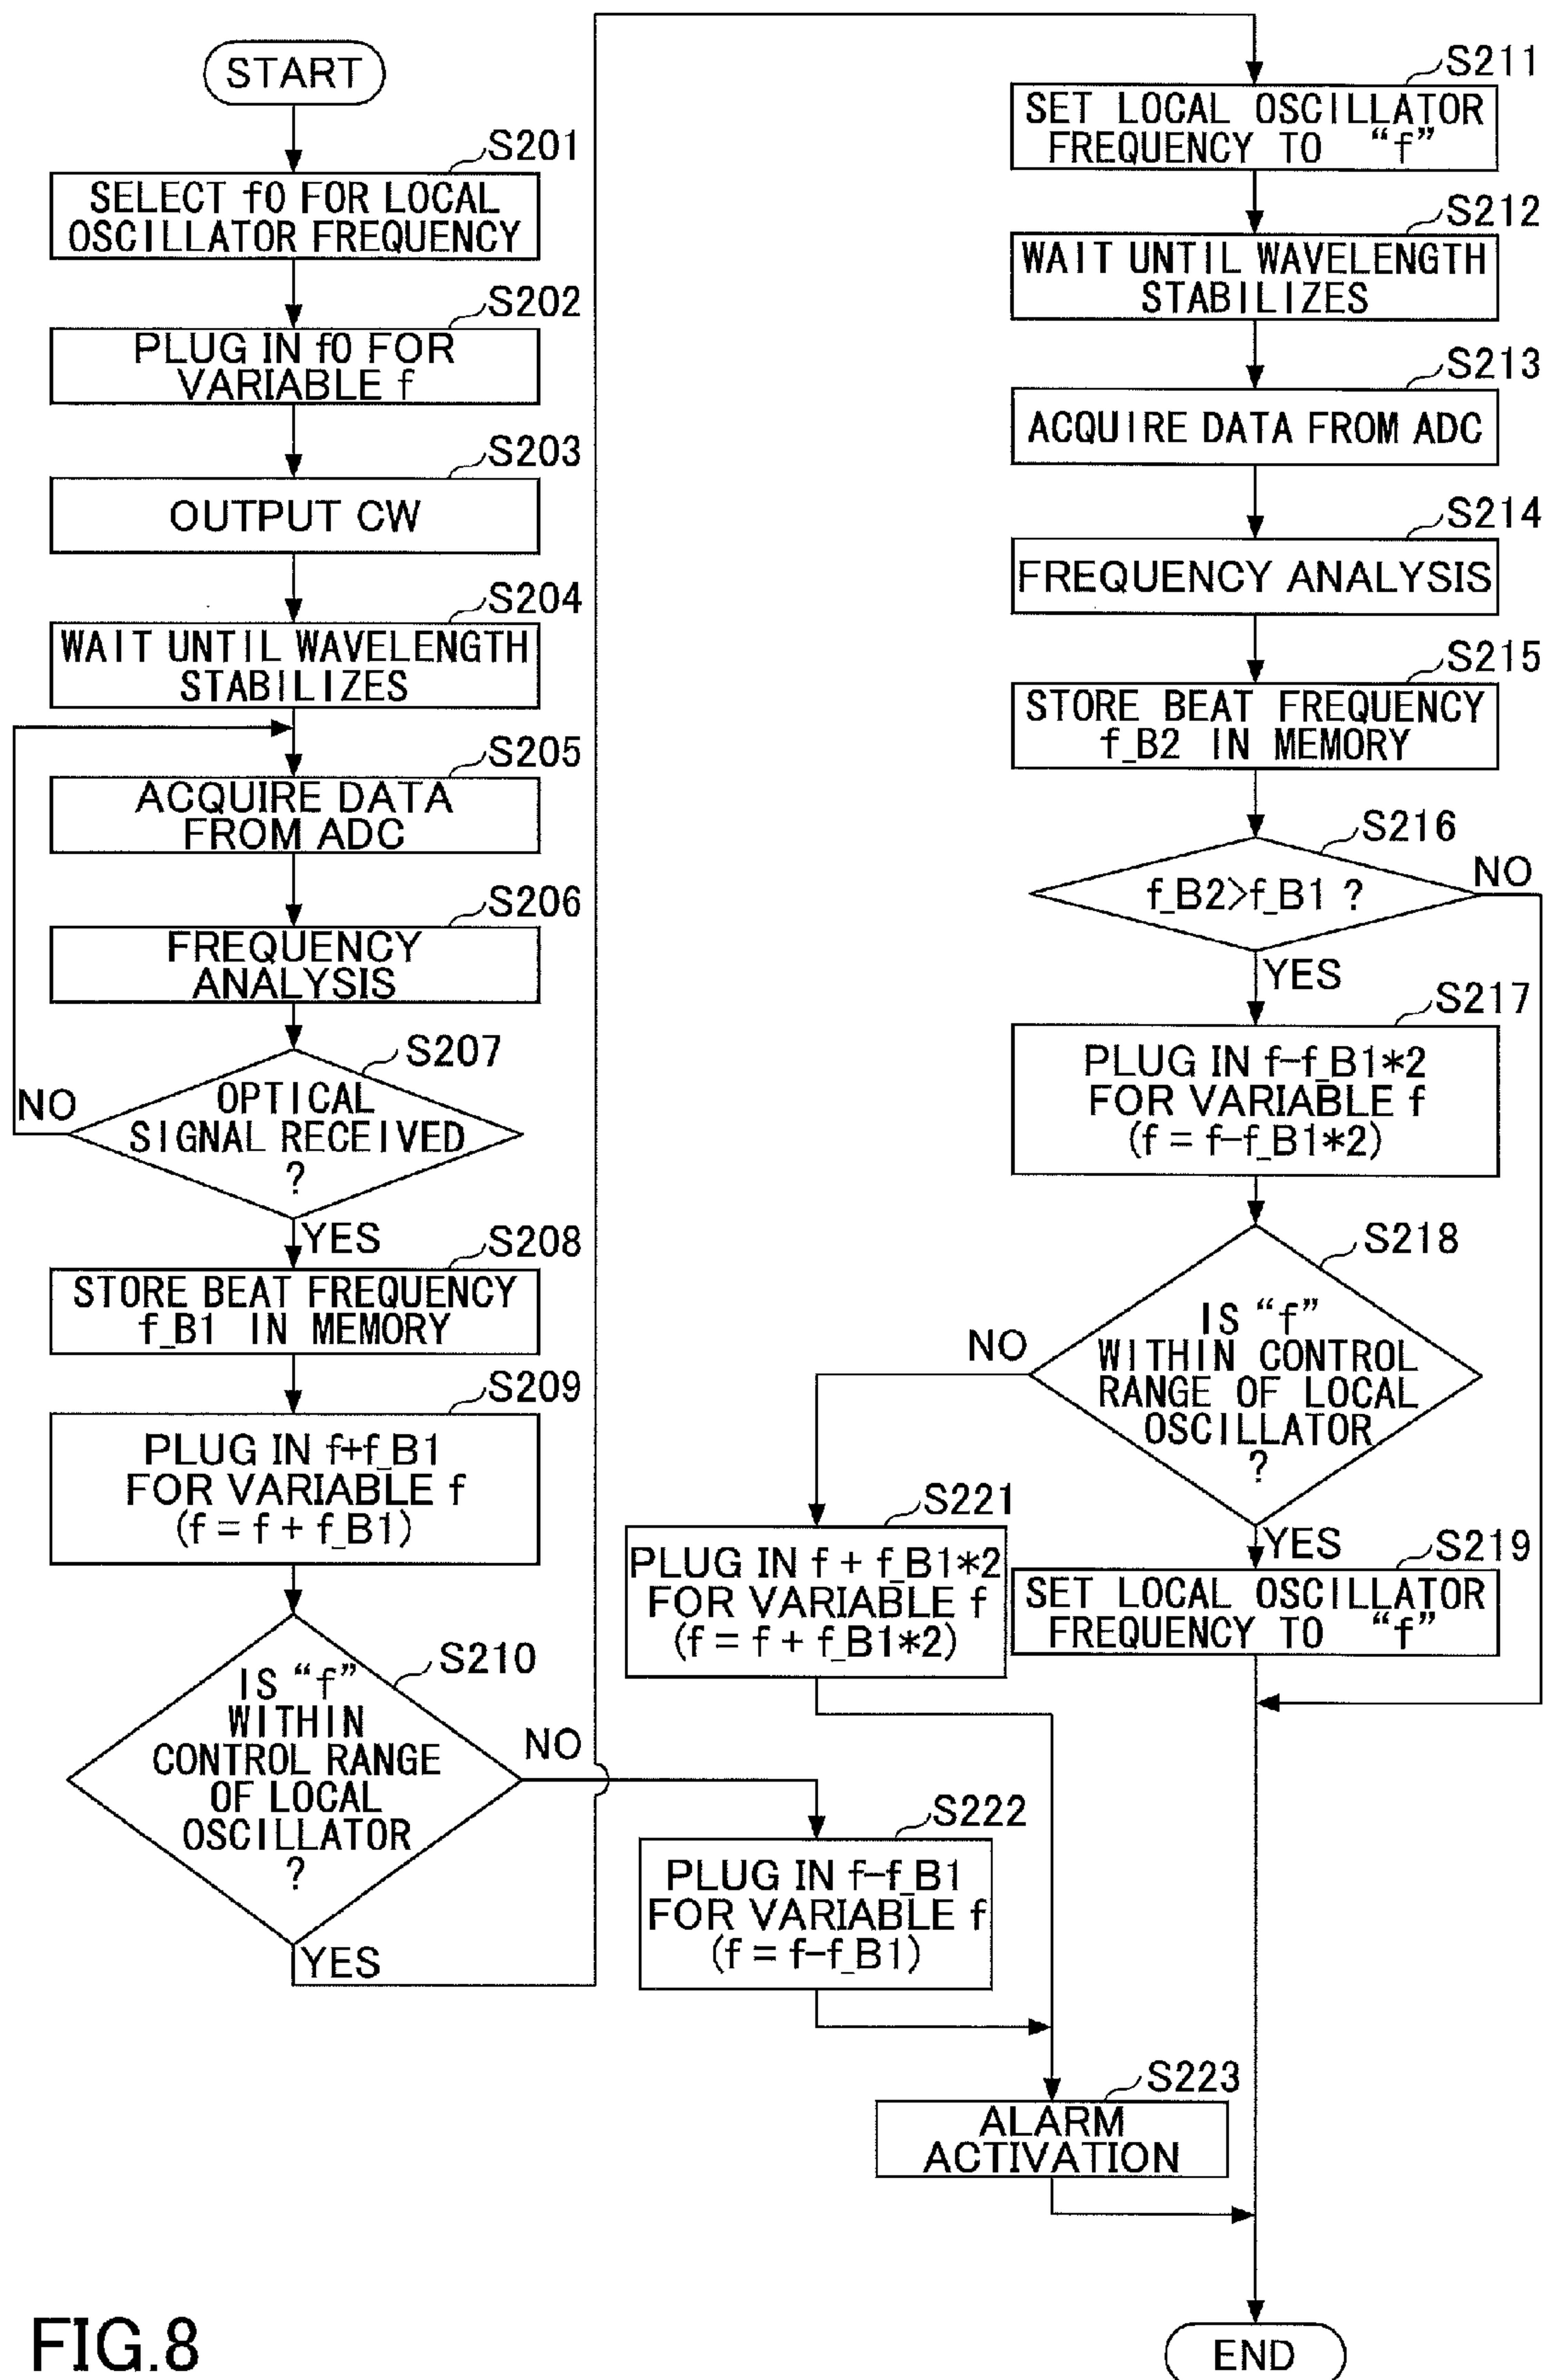 START
S201
SELECT f0 FOR LOCAL
OSCILLATOR FREQUENCY
S202
PLUG IN f0 FOR
VARIABLE f
S203
OUTPUT CW
S204
WAIT UNTIL WAVELENGTH
STABILIZES
S205
ACQUIRE DATA
FROM ADC
S206
FREQUENCY
ANALYSIS
S207
OPTICAL
SIGNAL RECEIVED
?
NO
YES
S208
STORE BEAT FREQUENCY
f_B1 IN MEMORY
S209
PLUG IN f+f_B1
FOR VARIABLE f
(f = f + f_B1)
S210
IS “f”
WITHIN
CONTROL RANGE
OF LOCAL
OSCILLATOR
?
NO
YES
S211
SET LOCAL OSCILLATOR
FREQUENCY TO “f”
S212
WAIT UNTIL WAVELENGTH
STABILIZES
S213
ACQUIRE DATA FROM ADC
S214
FREQUENCY ANALYSIS
S215
STORE BEAT FREQUENCY
f_B2 IN MEMORY
S216
f_B2>f_B1 ?
NO
YES
S217
PLUG IN f-f_B1*2
FOR VARIABLE f
(f = f-f_B1*2)
S218
IS “f”
WITHIN CONTROL
RANGE OF LOCAL
OSCILLATOR
?
NO
YES
S219
SET LOCAL OSCILLATOR
FREQUENCY TO “f”
S221
PLUG IN f + f_B1*2
FOR VARIABLE f
(f = f + f_B1*2)
S222
PLUG IN f-f_B1
FOR VARIABLE f
(f = f-f_B1)
S223
ALARM
ACTIVATION
END
FIG.8